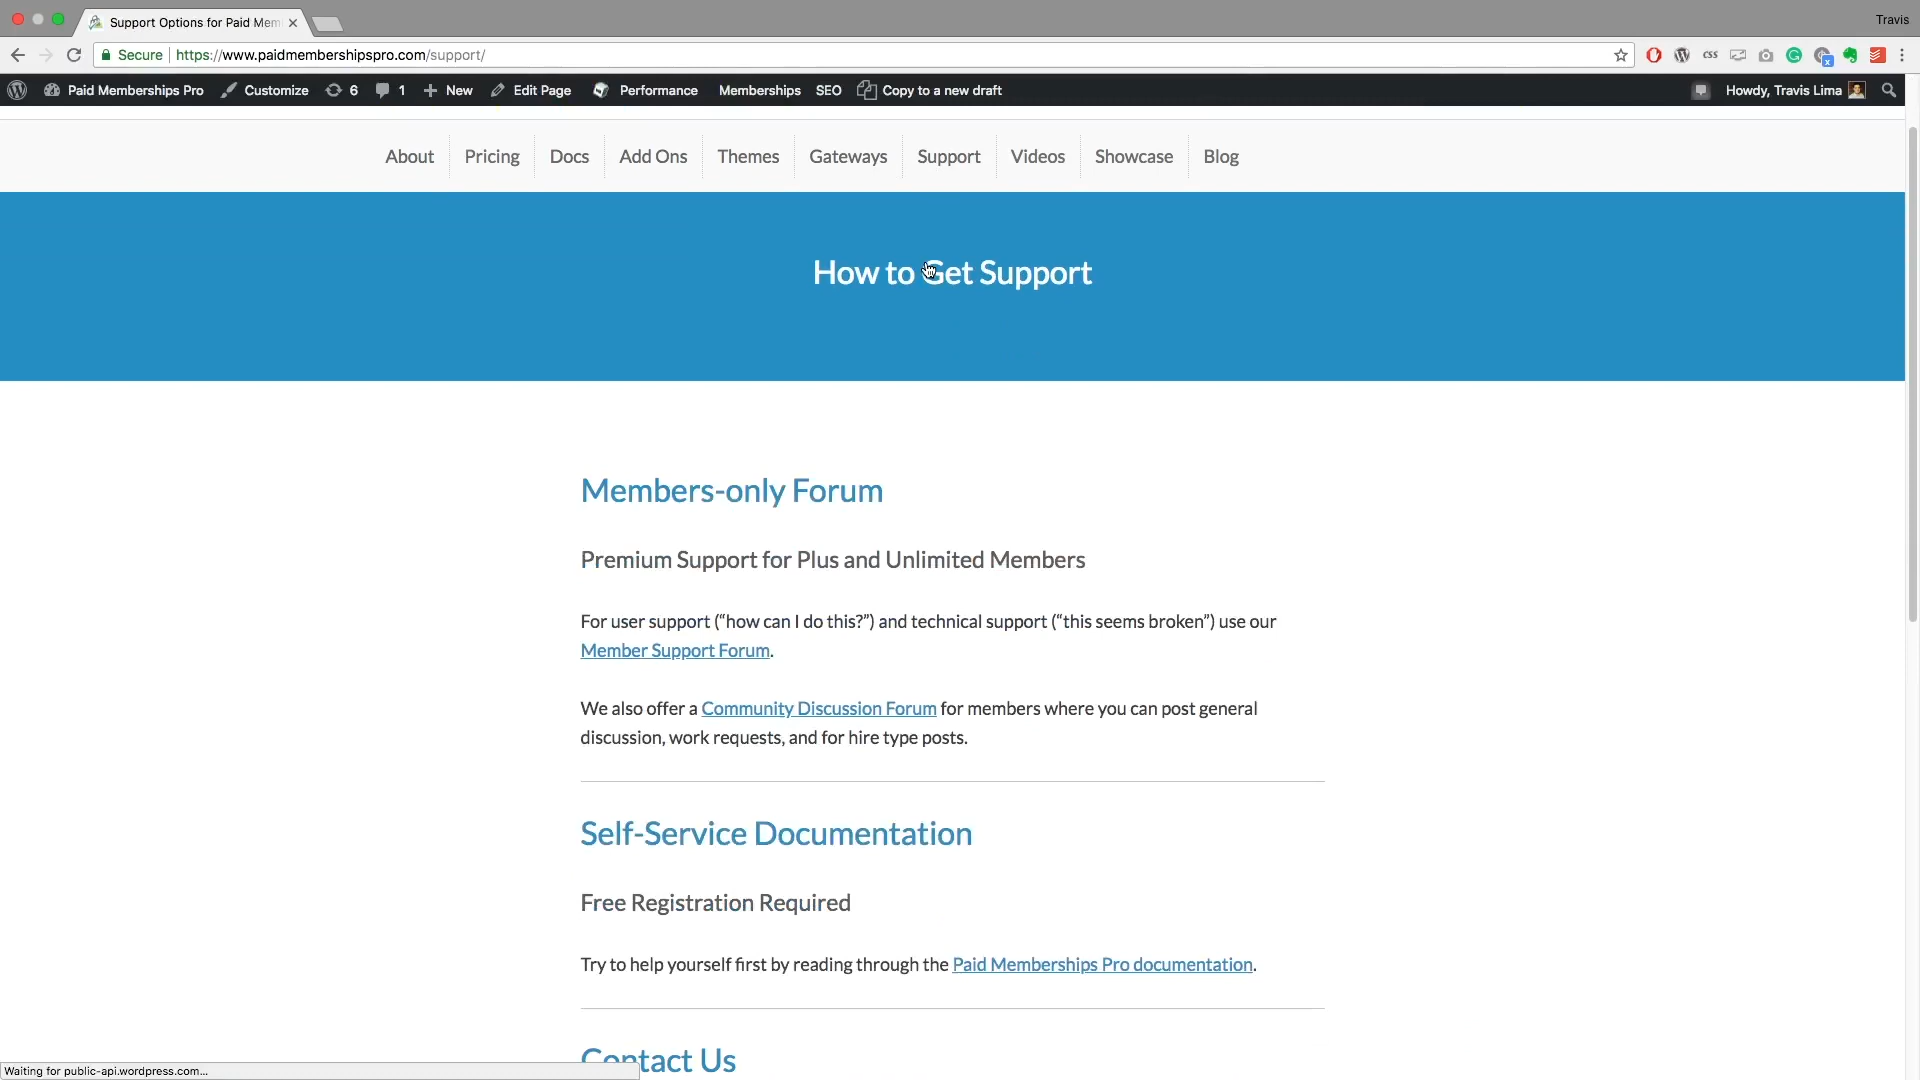 Support Options for Paid Mem
Travis
Secure https://www.paidmembershipspro.com/support/
css
Paid Memberships Pro Customize 6 1 New Edit Page Performance Memberships SEO Copy to a new draft Howdy, Travis Lima
About Pricing Docs Add Ons Themes Gateways Support Videos Showcase Blog
How to Get Support
Members-only Forum
Premium Support for Plus and Unlimited Members
For user support (“how can I do this?”) and technical support (“this seems broken”) use our
Member Support Forum.
We also offer a Community Discussion Forum for members where you can post general
discussion, work requests, and for hire type posts.
Self-Service Documentation
Free Registration Required
Try to help yourself first by reading through the Paid Memberships Pro documentation.
Contact Us
Waiting for public-api.wordpress.com...